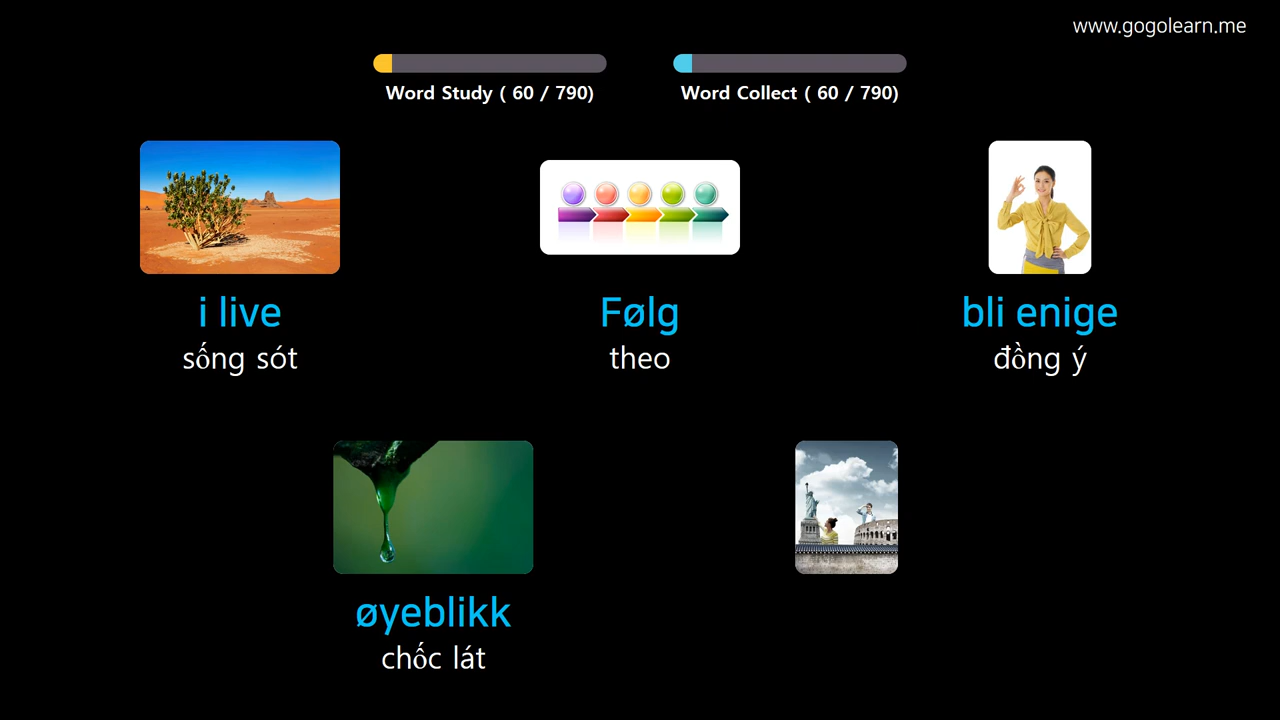 www.gogolearn.me
Word Study ( 60 / 790)
Word Collect ( 60 / 790)
i live
sống sót
Følg
theo
bli enige
đồng ý
øyeblikk
chốc lát